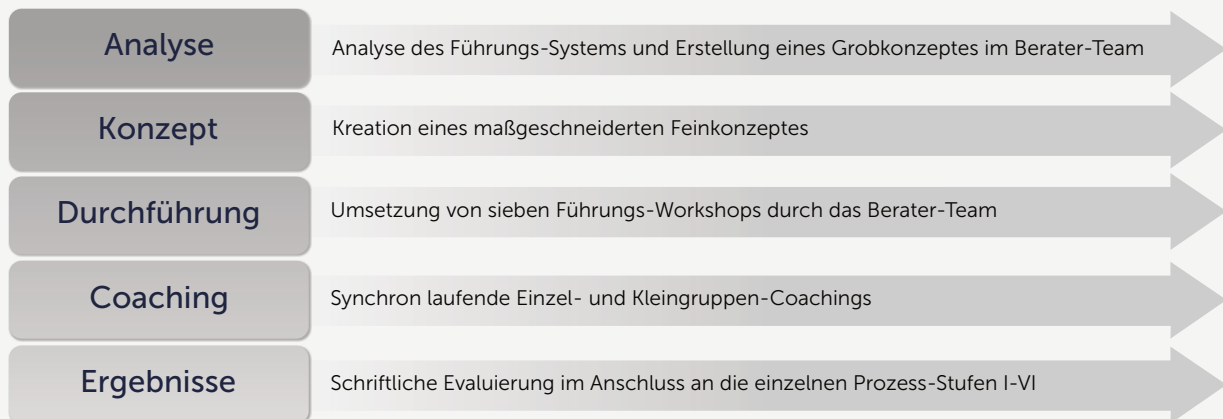 Analyse
Analyse des Führungs-Systems und Erstellung eines Grobkonzeptes im Berater-Team
Konzept
Kreation eines maßgeschneiderten Feinkonzeptes
Durchführung
Umsetzung von sieben Führungs-Workshops durch das Berater-Team
Coaching
Synchron laufende Einzel- und Kleingruppen-Coachings
Ergebnisse
Schriftliche Evaluierung im Anschluss an die einzelnen Prozess-Stufen I-VI